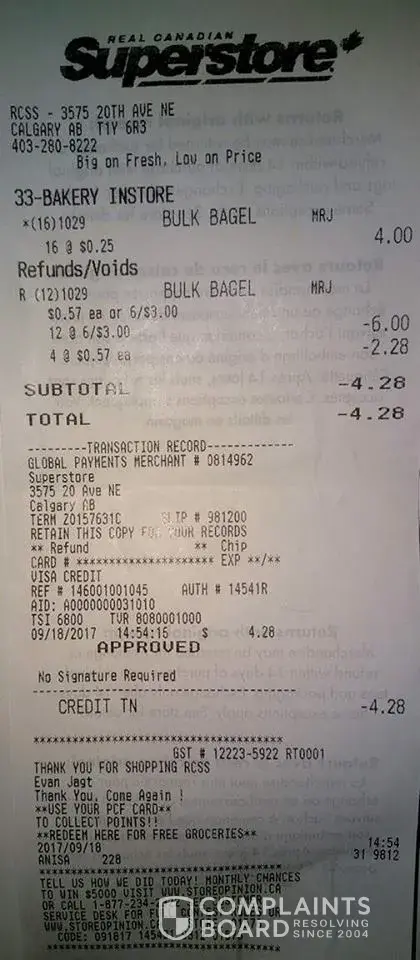 REAL CANADIAN
Superstore
RCSS - 3575 20TH AVE NE
CALGARY AB T1Y 6R3
403-280-8222
Big on Fresh, Low on Price
33-BAKERY INSTORE
*(16)1029 BULK BAGEL MRJ
16 @ $0.25 4.00
Refunds/Voids
R (12)1029 BULK BAGEL MRJ
$0.57 ea or 6/$3.00
12 @ 6/$3.00 -6.00
4 @ $0.57 ea -2.28
SUBTOTAL -4.28
TOTAL -4.28
---------TRANSACTION RECORD------------
GLOBAL PAYMENTS MERCHANT # 0814962
Superstore
3575 20 Ave NE
Calgary AB
TERM Z0157631C SLIP # 981200
RETAIN THIS COPY FOR YOUR RECORDS
** Refund ** Chip
CARD # ********************** EXP **/**
VISA CREDIT
REF # 146001001045 AUTH # 14541R
AID: A0000000031010
TSI 6800 TVR 8080001000
09/18/2017 14:54:15 $ 4.28
APPROVED
No Signature Required
CREDIT TN -4.28
****************************************
GST # 12223-5922 RT0001
THANK YOU FOR SHOPPING RCSS
Evan Jagt
Thank You, Come Again !
**USE YOUR PCF CARD**
TO COLLECT POINTS!!
**REDEEM HERE FOR FREE GROCERIES**
2017/09/18 14:54
ANISA 228 31 9812
****************************************
TELL US HOW WE DID TODAY! MONTHLY CHANCES
TO WIN $5000 VISIT WWW.STOREOPINION.CA
OR CALL 1-877-234-
SERVICE DESK FOR
WWW.STOREOPINION.CA
CODE: 091817
COMPLAINTS
BOARD RESOLVING
SINCE 2004